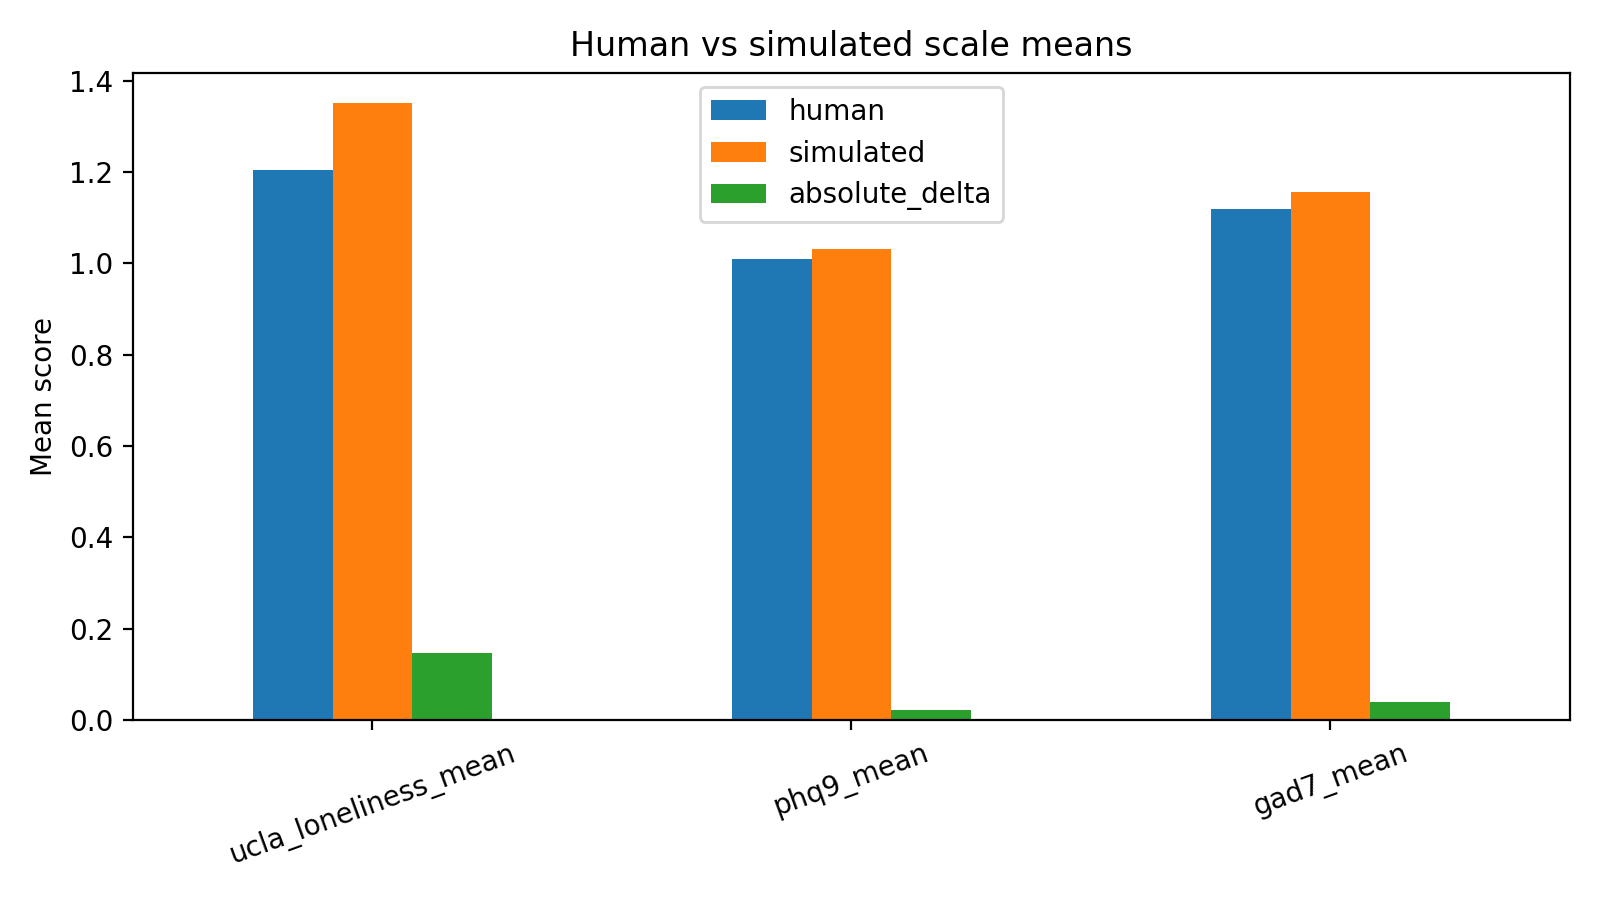 Human vs simulated scale means
human
simulated
absolute_delta
Mean score
1.4
1.2
1.0
0.8
0.6
0.4
0.2
0.0
ucla_loneliness_mean
phq9_mean
gad7_mean